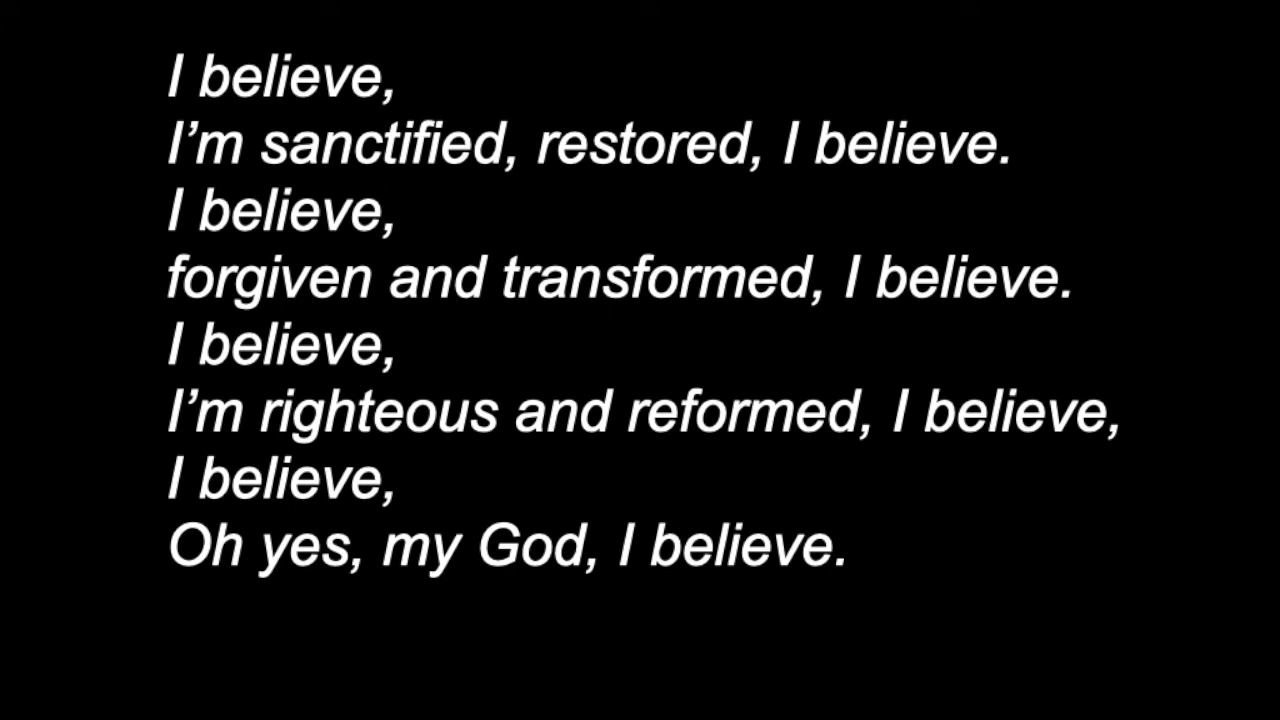 I believe,
I’m sanctified, restored, I believe.
I believe,
forgiven and transformed, I believe.
I believe,
I’m righteous and reformed, I believe,
I believe,
Oh yes, my God, I believe.